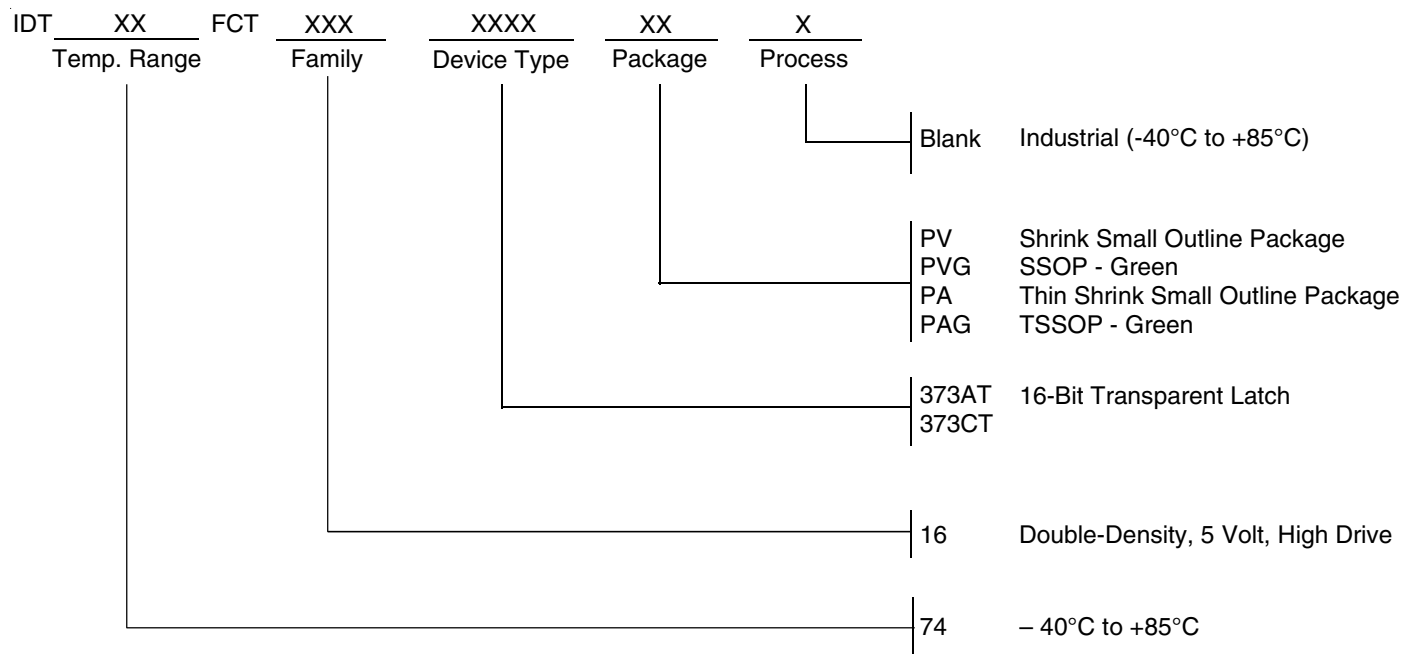 IDT XX FCT XXX XXXX XX X
Temp. Range Family Device Type Package Process
Blank Industrial (-40°C to +85°C)
PV Shrink Small Outline Package
PVG SSOP - Green
PA Thin Shrink Small Outline Package
PAG TSSOP - Green
373AT 16-Bit Transparent Latch
373CT
16 Double-Density, 5 Volt, High Drive
74 – 40°C to +85°C